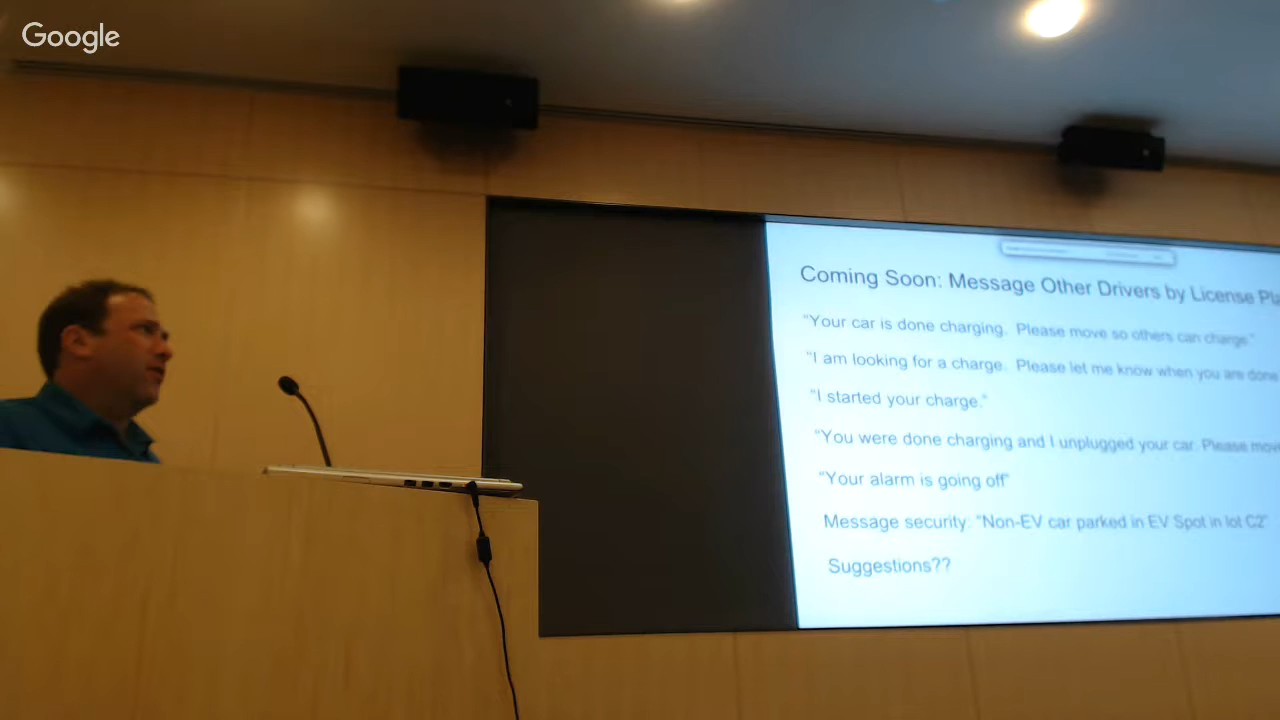 Google
Coming Soon: Message Other Drivers by License
"Your car is done charging. Please move so others can charge."
"I am looking for a charge. Please let me know when you are done
"I started your charge."
"You were done charging and I unplugged your car. Please move
"Your alarm is going off"
Message security: "Non-EV car parked in EV Spot in lot C2"
Suggestions??